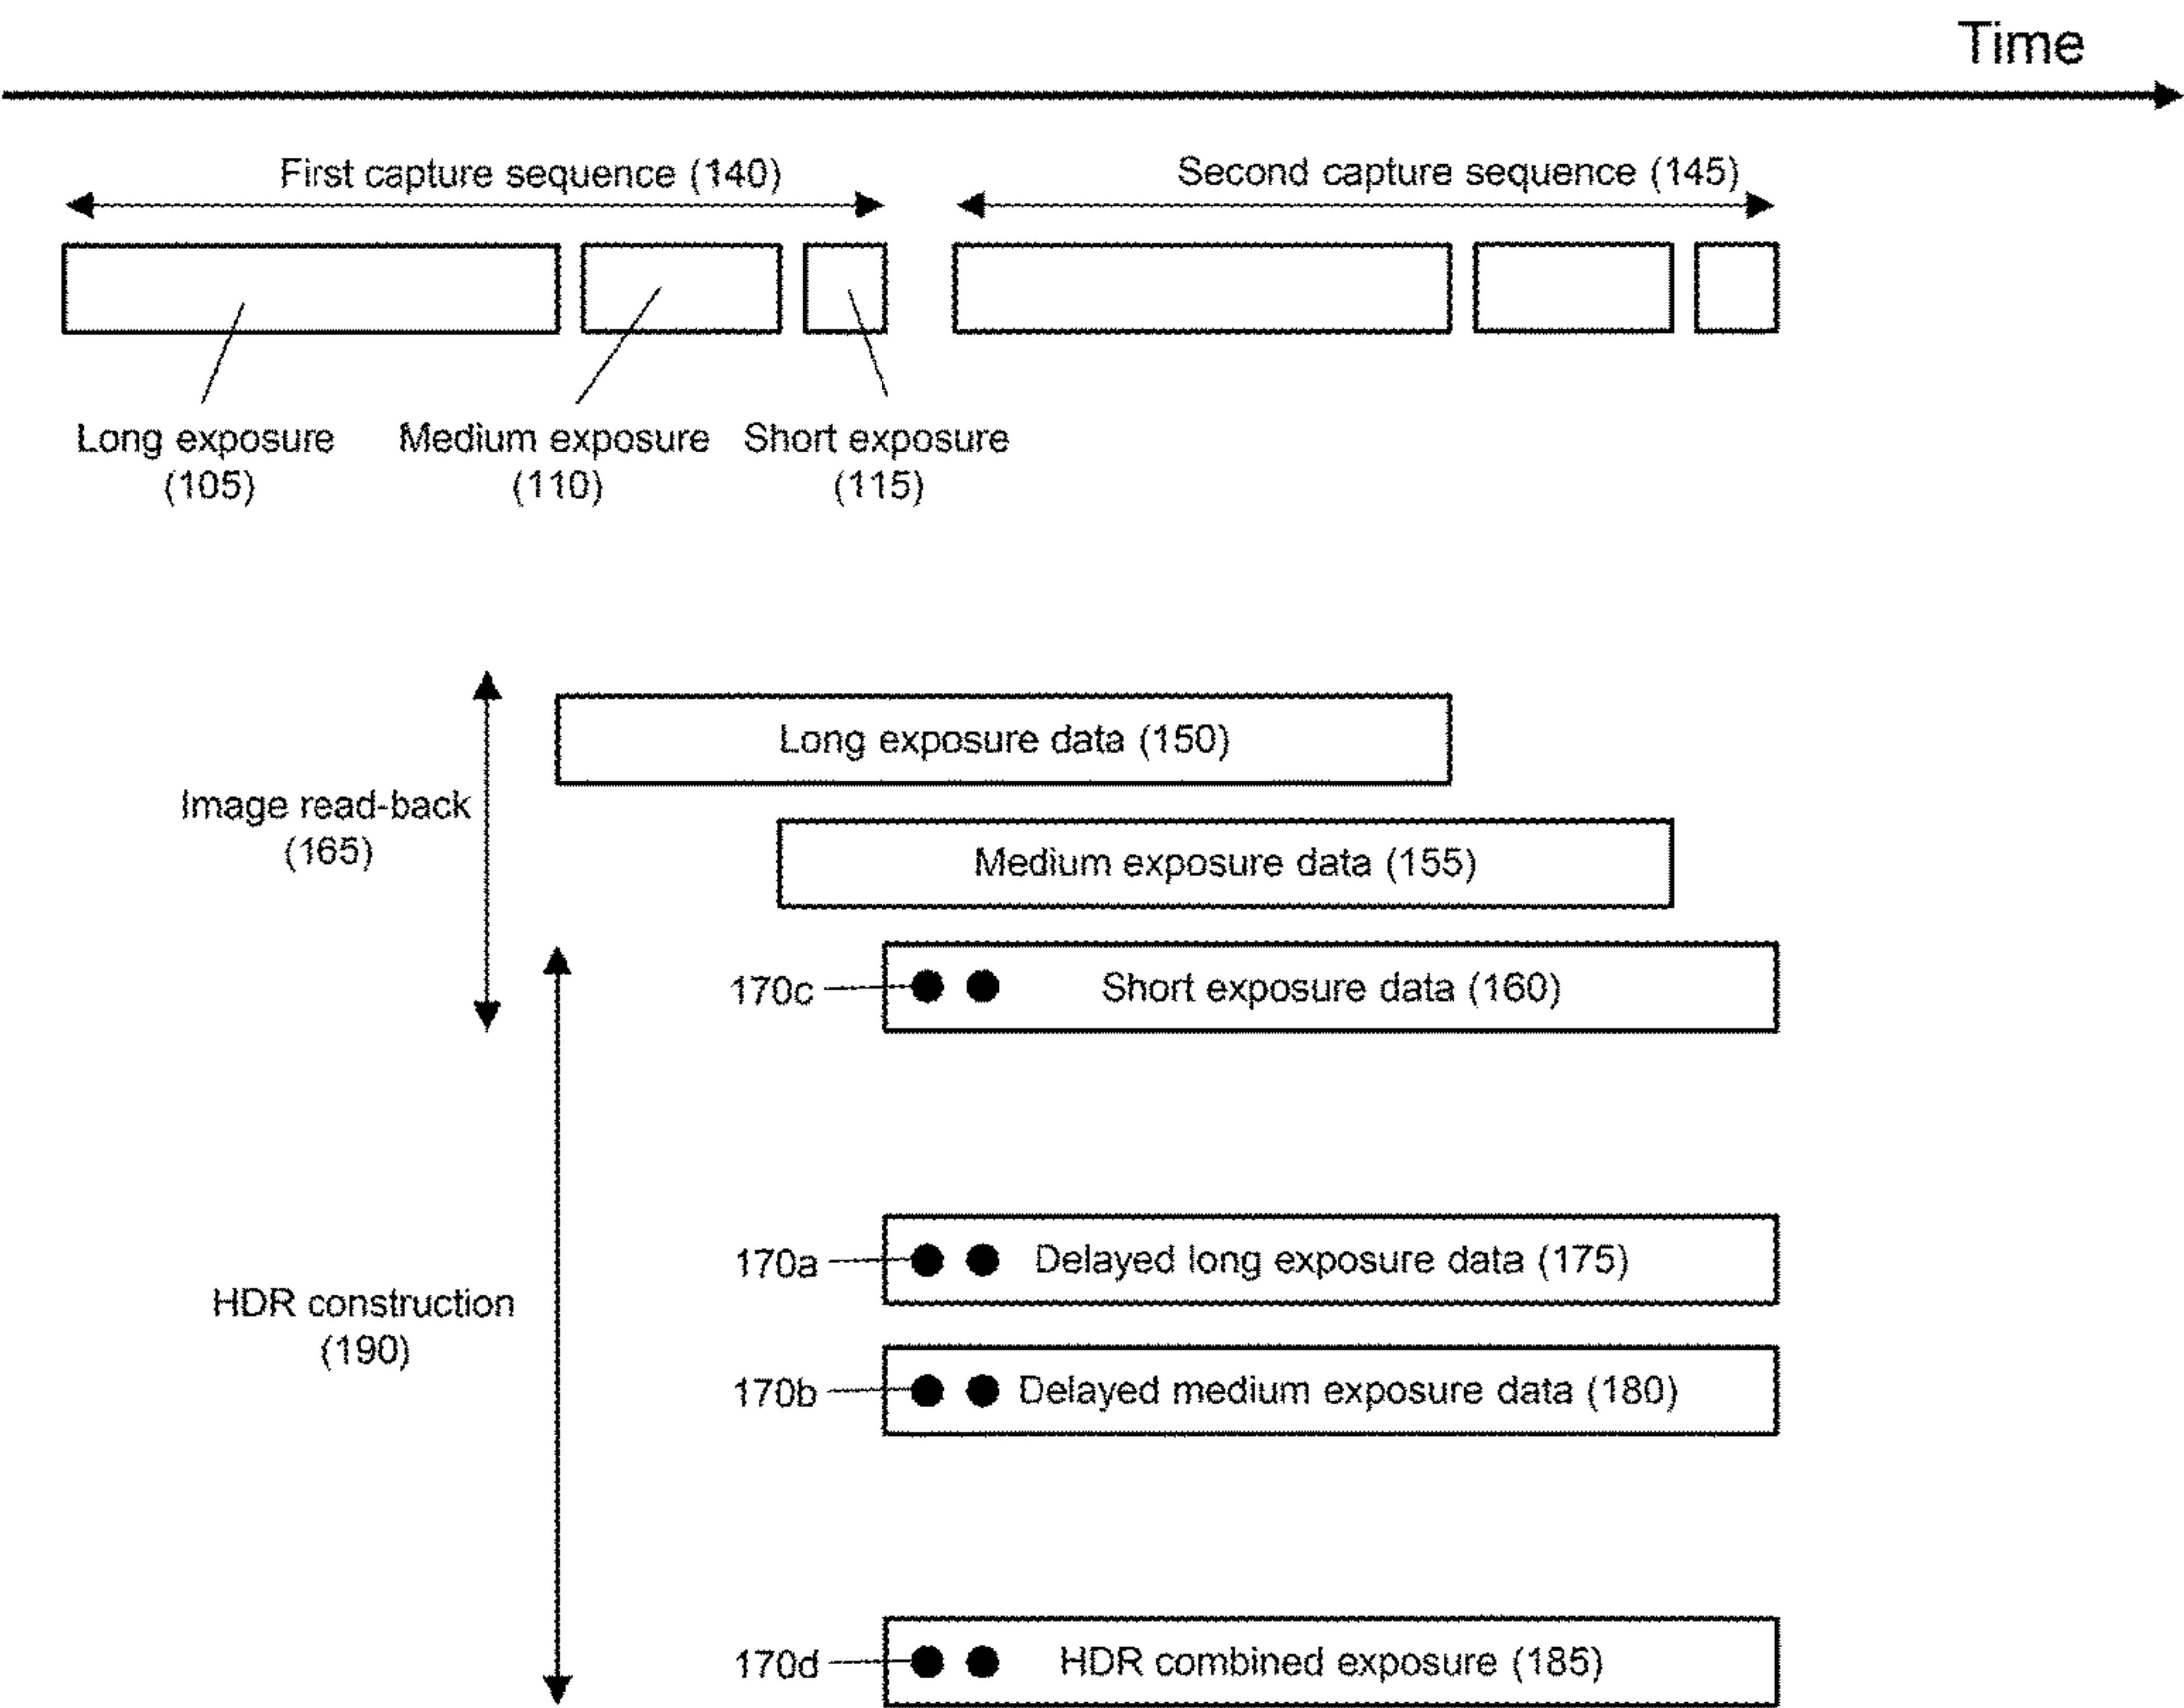 Time
First capture sequence (140)
Second capture sequence (145)
Long exposure
(105)
Medium exposure
(110)
Short exposure
(115)
Long exposure data (150)
Image read-back
(165)
Medium exposure data (155)
170c
Short exposure data (160)
170a
Delayed long exposure data (175)
HDR construction
(190)
170b
Delayed medium exposure data (180)
170d
HDR combined exposure (185)